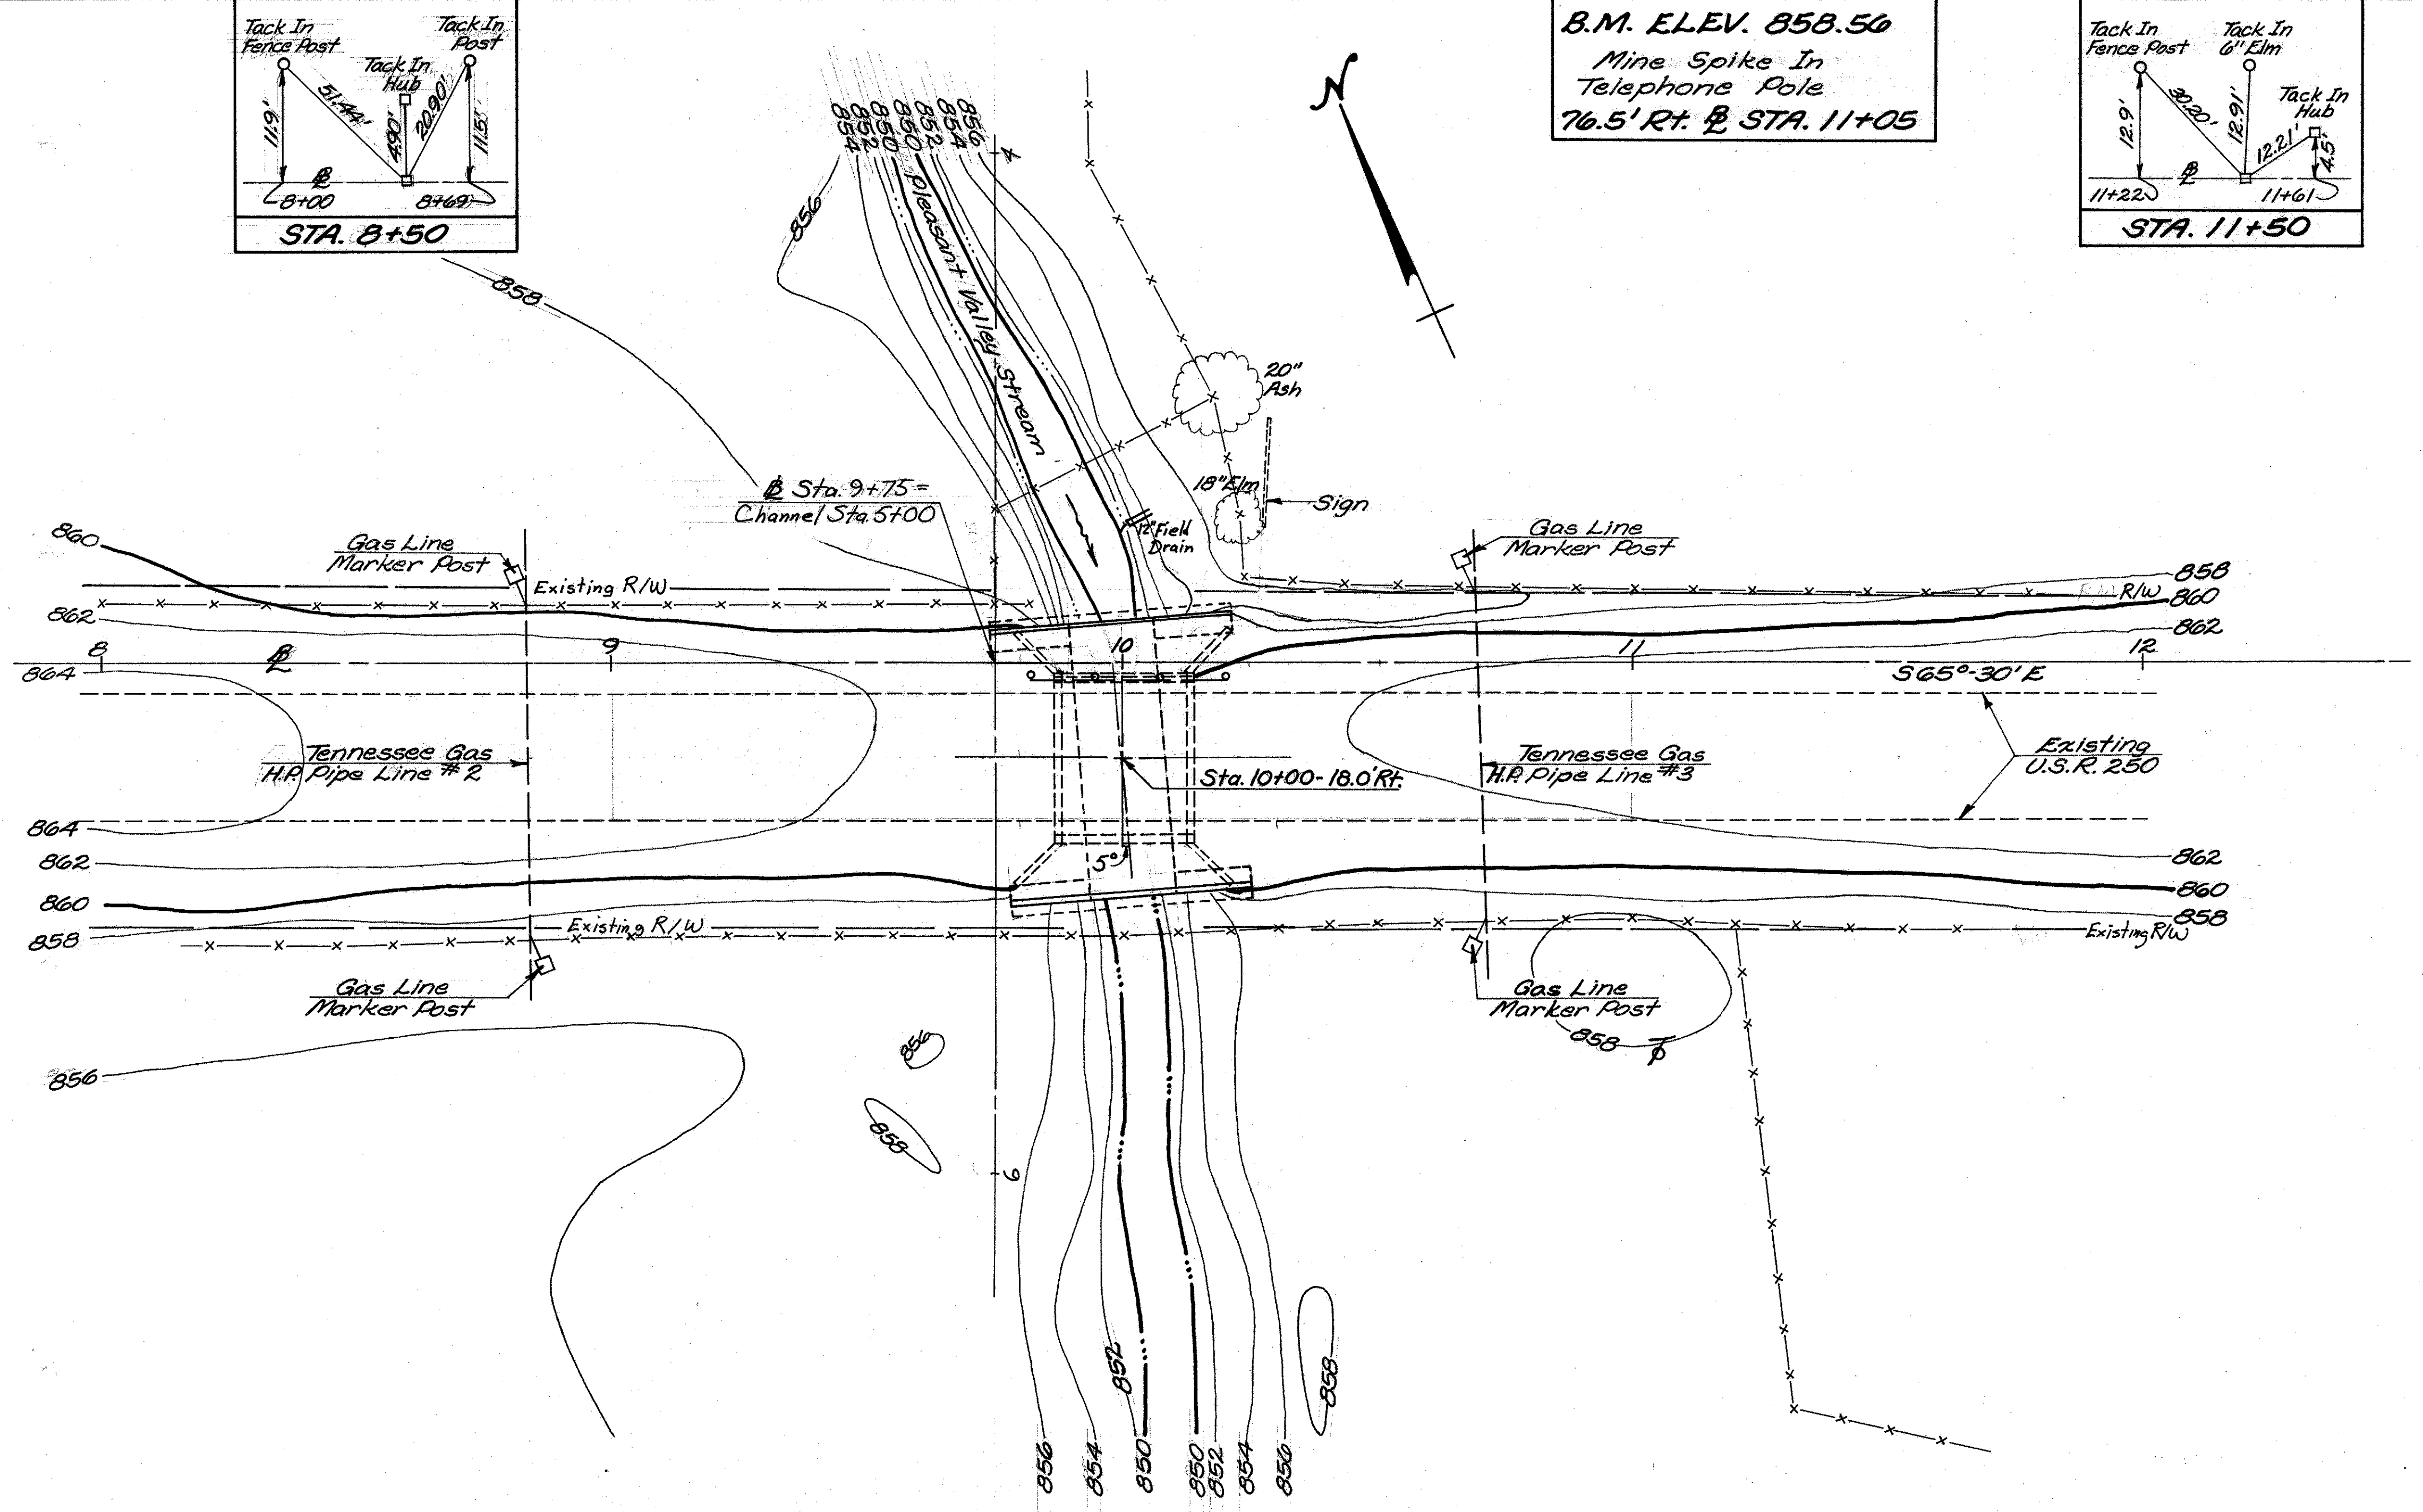 Tack In
Fence Post
Tack In
Hub
Tack In
Post
11.9'
51.44'
4.90'
20.90'
11.5'
℞
8+00
8+69
STA. 8+50
B.M. ELEV. 858.56
Mine Spike In
Telephone Pole
76.5' Rt. ℞ STA. 11+05
Tack In
Fence Post
Tack In
6" Elm
Tack In
Hub
12.9'
30.20'
12.91'
12.21'
4.5'
11+22
11+61
STA. 11+50
N
854
852
850
850
852
854
856
4
Pleasant Valley Stream
856
858
20"
Ash
18" Elm
Sign
12" Field
Drain
Sta. 9+75 =
Channel Sta. 5+00
860
Gas Line
Marker Post
Existing R/W
Gas Line
Marker Post
858
R/W
860
862
862
8
9
10
11
12
S 65°-30' E
864
Tennessee Gas
H.P. Pipe Line #2
Sta. 10+00 - 18.0' Rt.
Tennessee Gas
H.P. Pipe Line #3
Existing
U.S.R. 250
864
862
5°
862
860
860
858
Existing R/W
858
Existing R/W
Gas Line
Marker Post
Gas Line
Marker Post
858
856
856
858
6
852
858
856
854
850
850
852
854
856